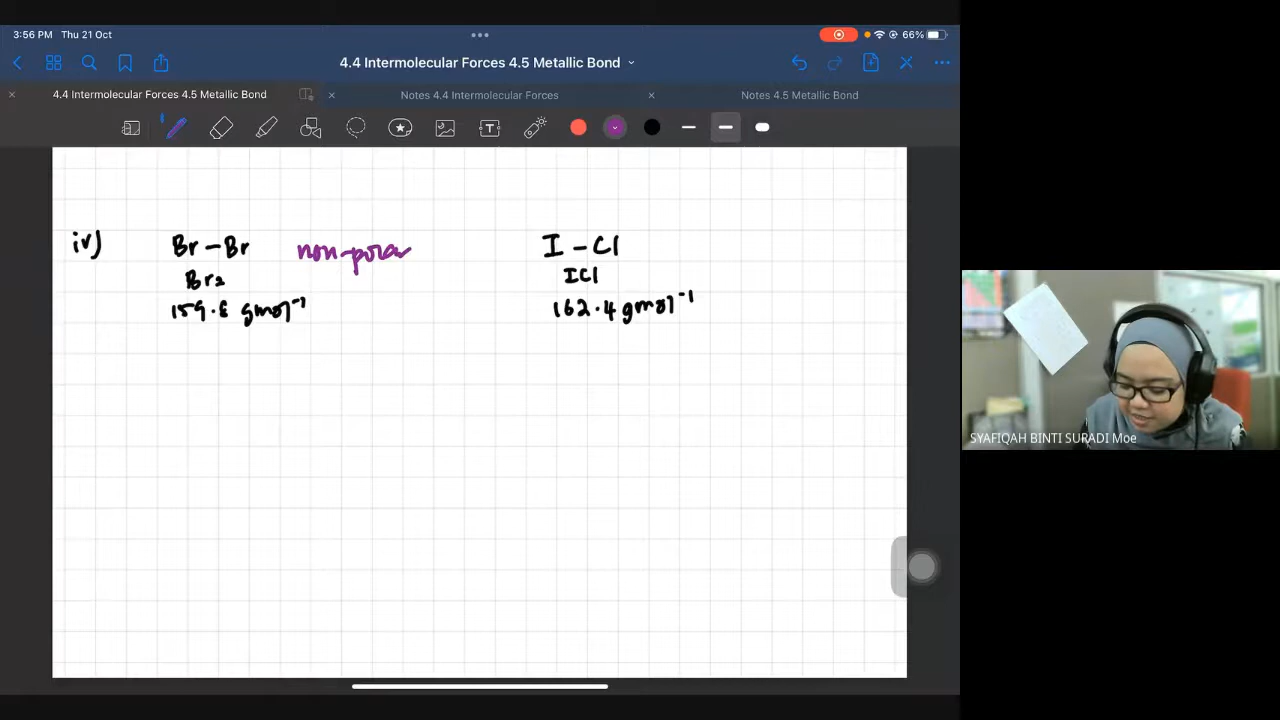 3:56 PM Thu 21 Oct
66%
4.4 Intermolecular Forces 4.5 Metallic Bond
4.4 Intermolecular Forces 4.5 Metallic Bond
Notes 4.4 Intermolecular Forces
Notes 4.5 Metallic Bond
iv) Br-Br non-polar I-Cl
Br₂ ICl
159.8 gmol⁻¹ 162.4 gmol⁻¹
SYAFIQAH BINTI SURADI Moe